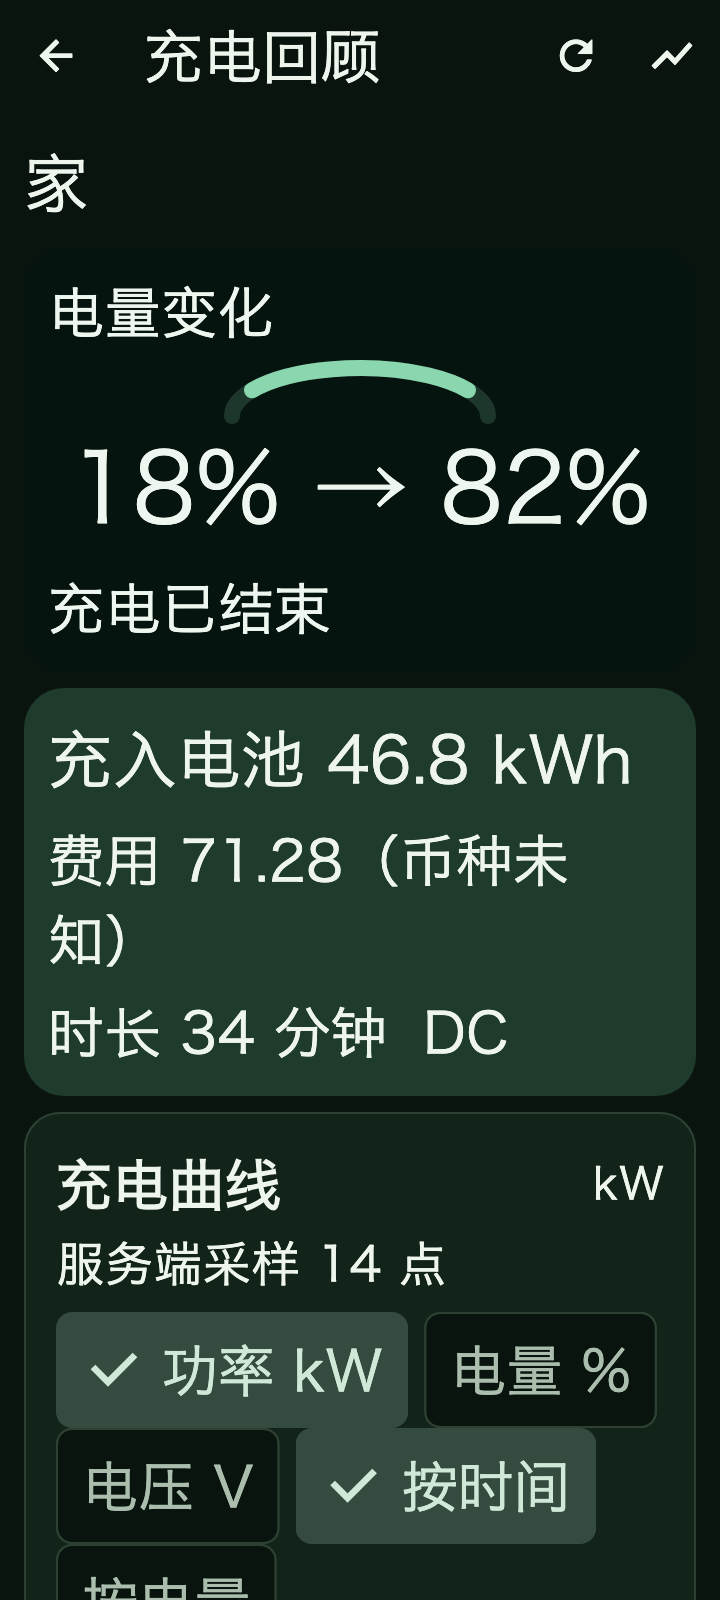 充电回顾
家
电量变化
18% → 82%
充电已结束
充入电池 46.8 kWh
费用 71.28（币种未
知）
时长 34 分钟  DC
充电曲线 kW
服务端采样 14 点
功率 kW 电量 %
电压 V 按时间
按电量